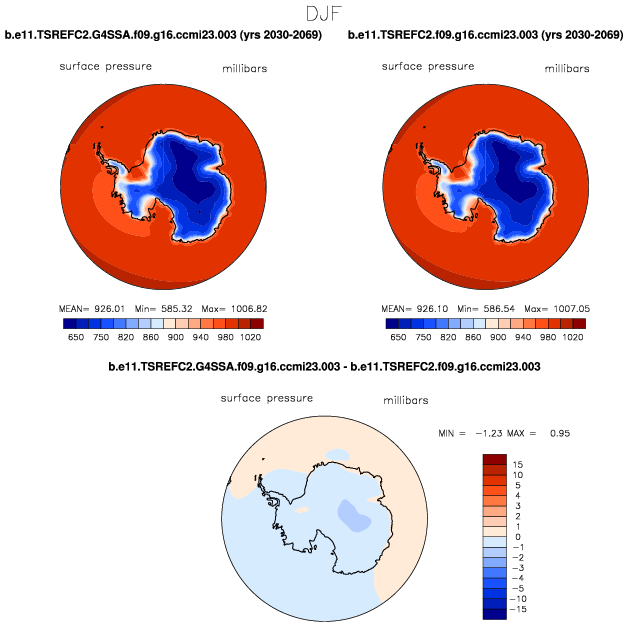 DJF
b.e11.TSREFC2.G4SSA.f09.g16.ccmi23.003 (yrs 2030-2069)
b.e11.TSREFC2.f09.g16.ccmi23.003 (yrs 2030-2069)
surface pressure millibars
surface pressure millibars
MEAN= 926.01 Min= 585.32 Max= 1006.82
MEAN= 926.10 Min= 586.54 Max= 1007.05
650 750 820 860 900 940 980 1020
650 750 820 860 900 940 980 1020
b.e11.TSREFC2.G4SSA.f09.g16.ccmi23.003 - b.e11.TSREFC2.f09.g16.ccmi23.003
surface pressure millibars
MIN = -1.23 MAX = 0.95
15
10
5
4
3
2
1
0
-1
-2
-3
-4
-5
-10
-15